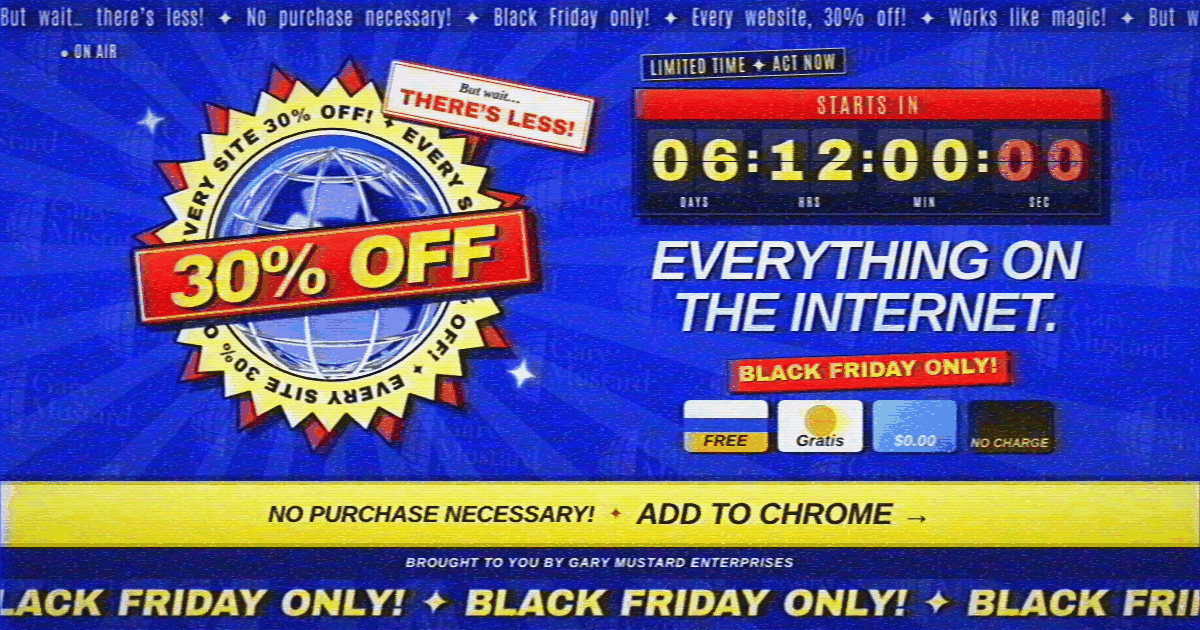 But wait… there's less! ✦ No purchase necessary! ✦ Black Friday only! ✦ Every website, 30% off! ✦ Works like magic! ✦ But w
● ON AIR
But wait...
THERE'S LESS!
EVERY SITE 30% OFF! ✦ EVERY S
30% OFF
OFF! ✦ EVERY SITE 30% O
LIMITED TIME ✦ ACT NOW
STARTS IN
06:12:00:00
DAYS HRS MIN SEC
EVERYTHING ON
THE INTERNET.
BLACK FRIDAY ONLY!
FREE Gratis $0.00 NO CHARGE
NO PURCHASE NECESSARY! ✦ ADD TO CHROME →
BROUGHT TO YOU BY GARY MUSTARD ENTERPRISES
LACK FRIDAY ONLY! ✦ BLACK FRIDAY ONLY! ✦ BLACK FRI
Gary
Mustard